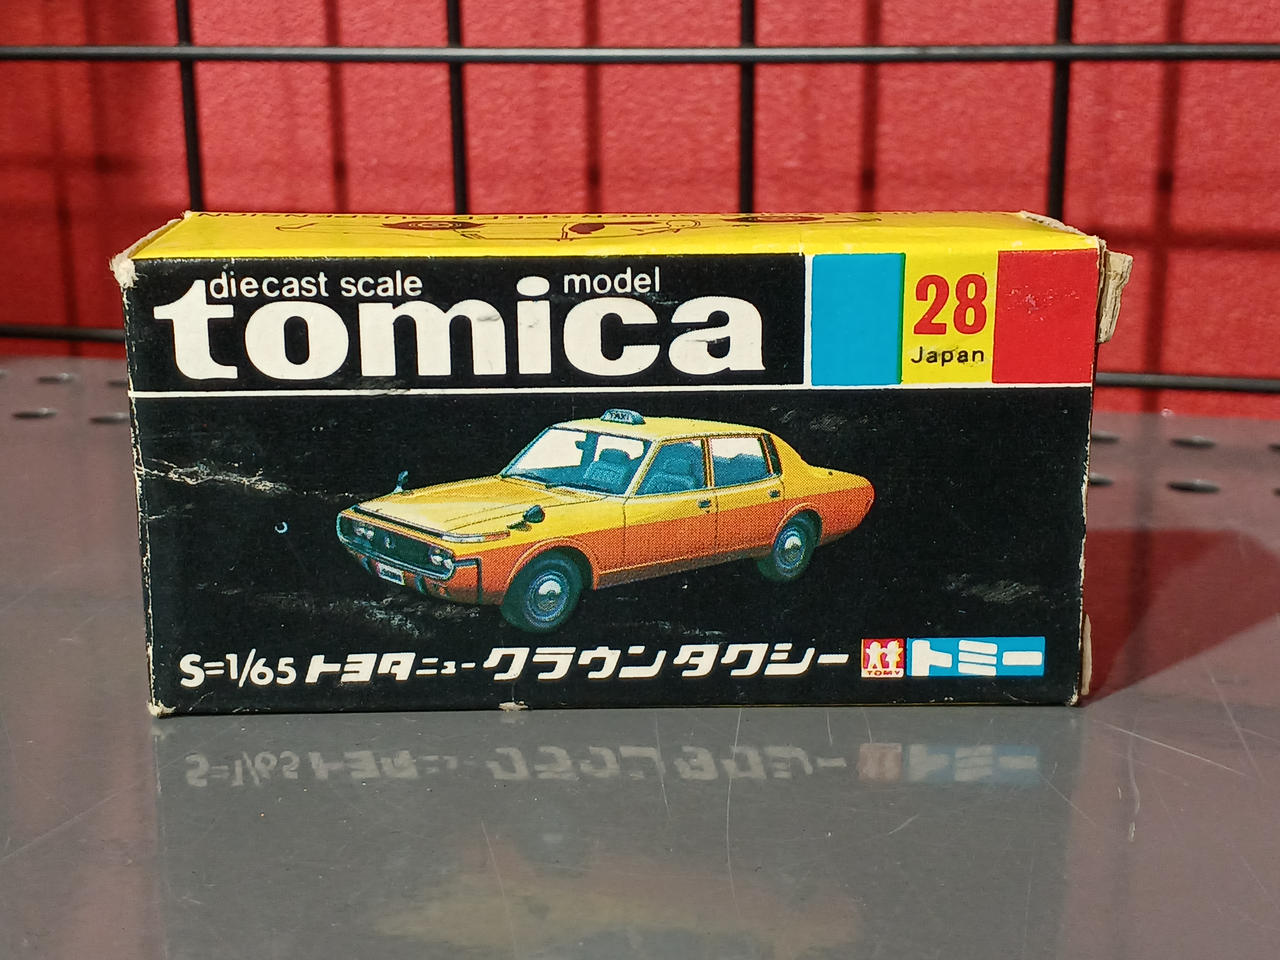 diecast scale model
tomica
28
Japan
TAXI
S=1/65 トヨタニュークラウンタクシー
TOMY
トミー